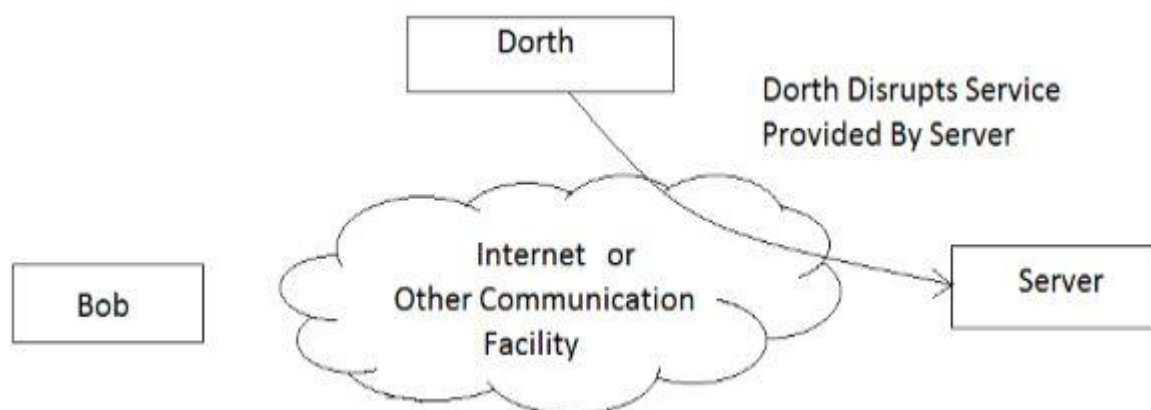 Dorth
Dorth Disrupts Service
Provided By Server
Internet or
Other Communication
Facility
Bob
Server